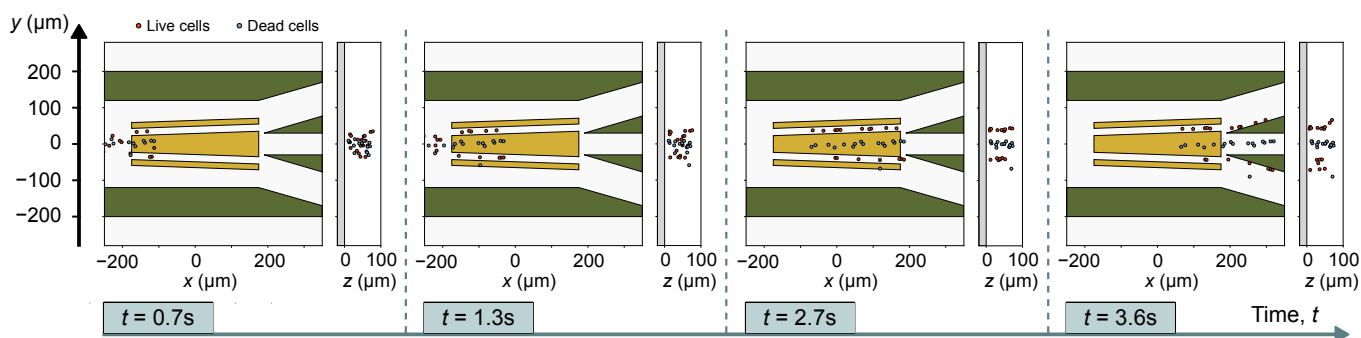 y (μm)
Live cells
Dead cells
200
100
0
−100
−200
−200 0 200
x (μm)
0 100
z (μm)
−200 0 200
x (μm)
0 100
z (μm)
−200 0 200
x (μm)
0 100
z (μm)
−200 0 200
x (μm)
0 100
z (μm)
t = 0.7s
t = 1.3s
t = 2.7s
t = 3.6s
Time, t